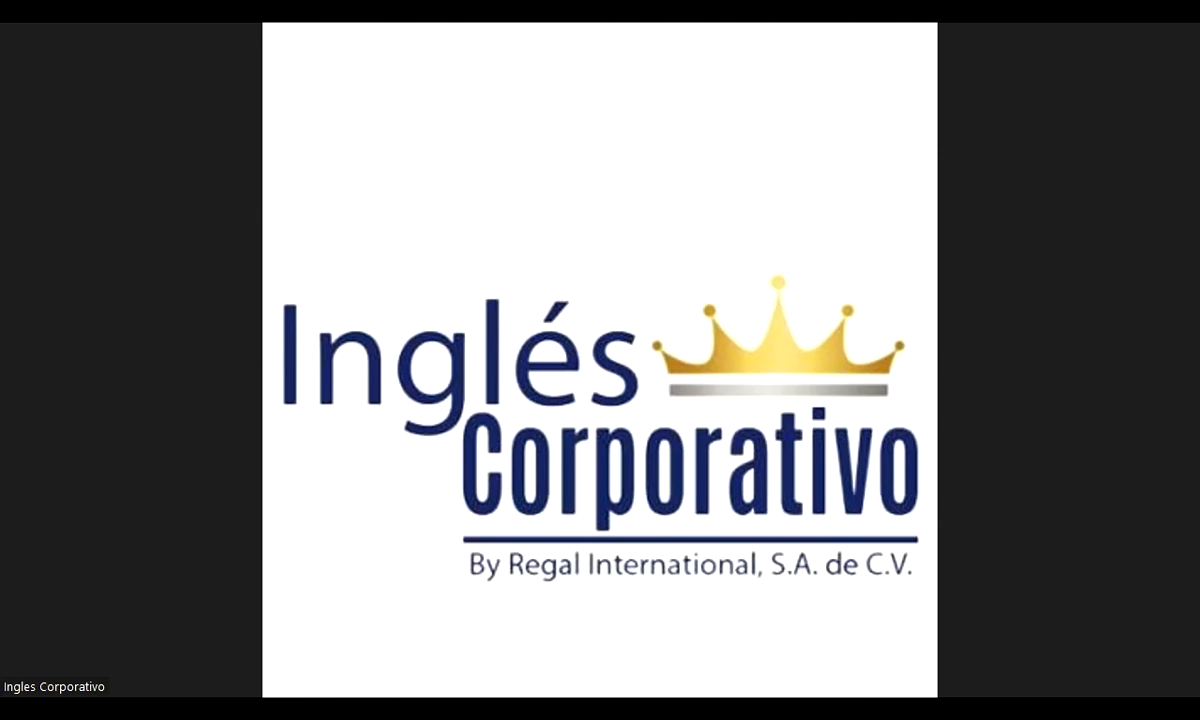 Inglés
Corporativo
By Regal International, S.A. de C.V.
Ingles Corporativo